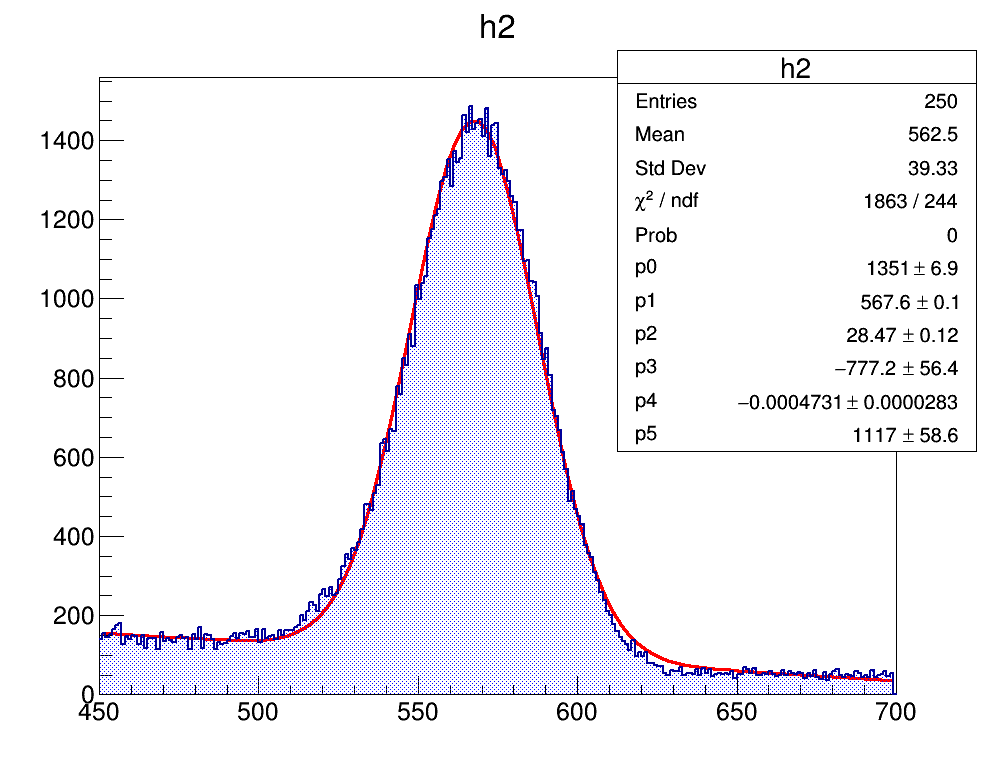 h2
h2
Entries 250
Mean 562.5
Std Dev 39.33
χ² / ndf 1863 / 244
Prob 0
p0 1351 ± 6.9
p1 567.6 ± 0.1
p2 28.47 ± 0.12
p3 −777.2 ± 56.4
p4 −0.0004731 ± 0.0000283
p5 1117 ± 58.6
1400
1200
1000
800
600
400
200
0
450 500 550 600 650 700